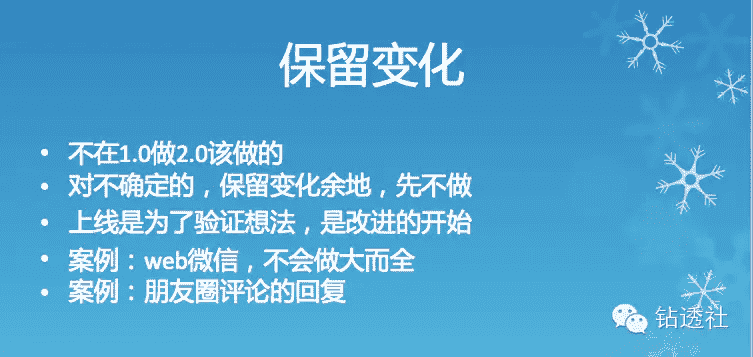 保留变化
• 不在1.0做2.0该做的
• 对不确定的，保留变化余地，先不做
• 上线是为了验证想法，是改进的开始
• 案例：web微信，不会做大而全
• 案例：朋友圈评论的回复
钻透社